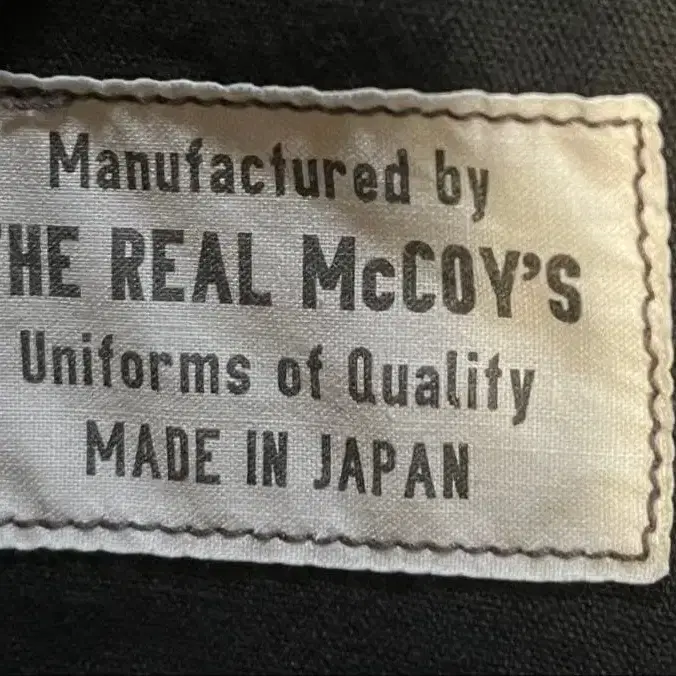 Manufactured by
THE REAL McCOY'S
Uniforms of Quality
MADE IN JAPAN